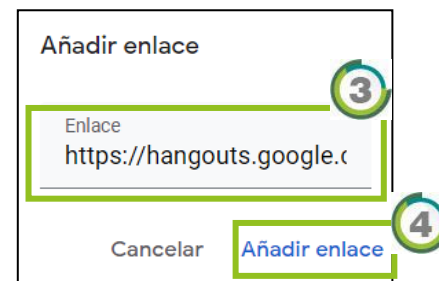 Añadir enlace
3
Enlace
https://hangouts.google.c
4
Cancelar Añadir enlace